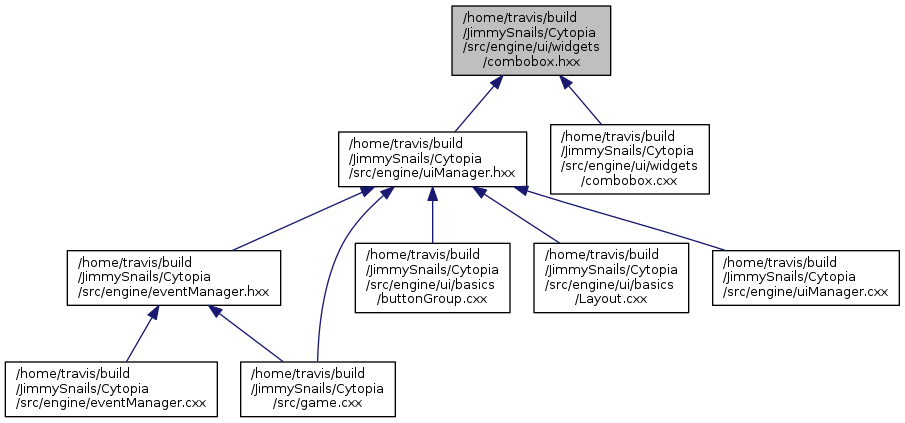 /home/travis/build
/JimmySnails/Cytopia
/src/engine/ui/widgets
/combobox.hxx
/home/travis/build
/JimmySnails/Cytopia
/src/engine/uiManager.hxx
/home/travis/build
/JimmySnails/Cytopia
/src/engine/ui/widgets
/combobox.cxx
/home/travis/build
/JimmySnails/Cytopia
/src/engine/eventManager.hxx
/home/travis/build
/JimmySnails/Cytopia
/src/engine/ui/basics
/buttonGroup.cxx
/home/travis/build
/JimmySnails/Cytopia
/src/engine/ui/basics
/Layout.cxx
/home/travis/build
/JimmySnails/Cytopia
/src/engine/uiManager.cxx
/home/travis/build
/JimmySnails/Cytopia
/src/engine/eventManager.cxx
/home/travis/build
/JimmySnails/Cytopia
/src/game.cxx